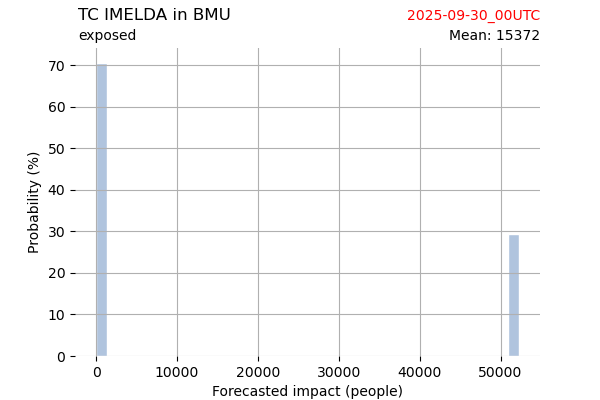 TC IMELDA in BMU
2025-09-30_00UTC
exposed
Mean: 15372
70
60
50
40
30
20
10
0
Probability (%)
0
10000
20000
30000
40000
50000
Forecasted impact (people)